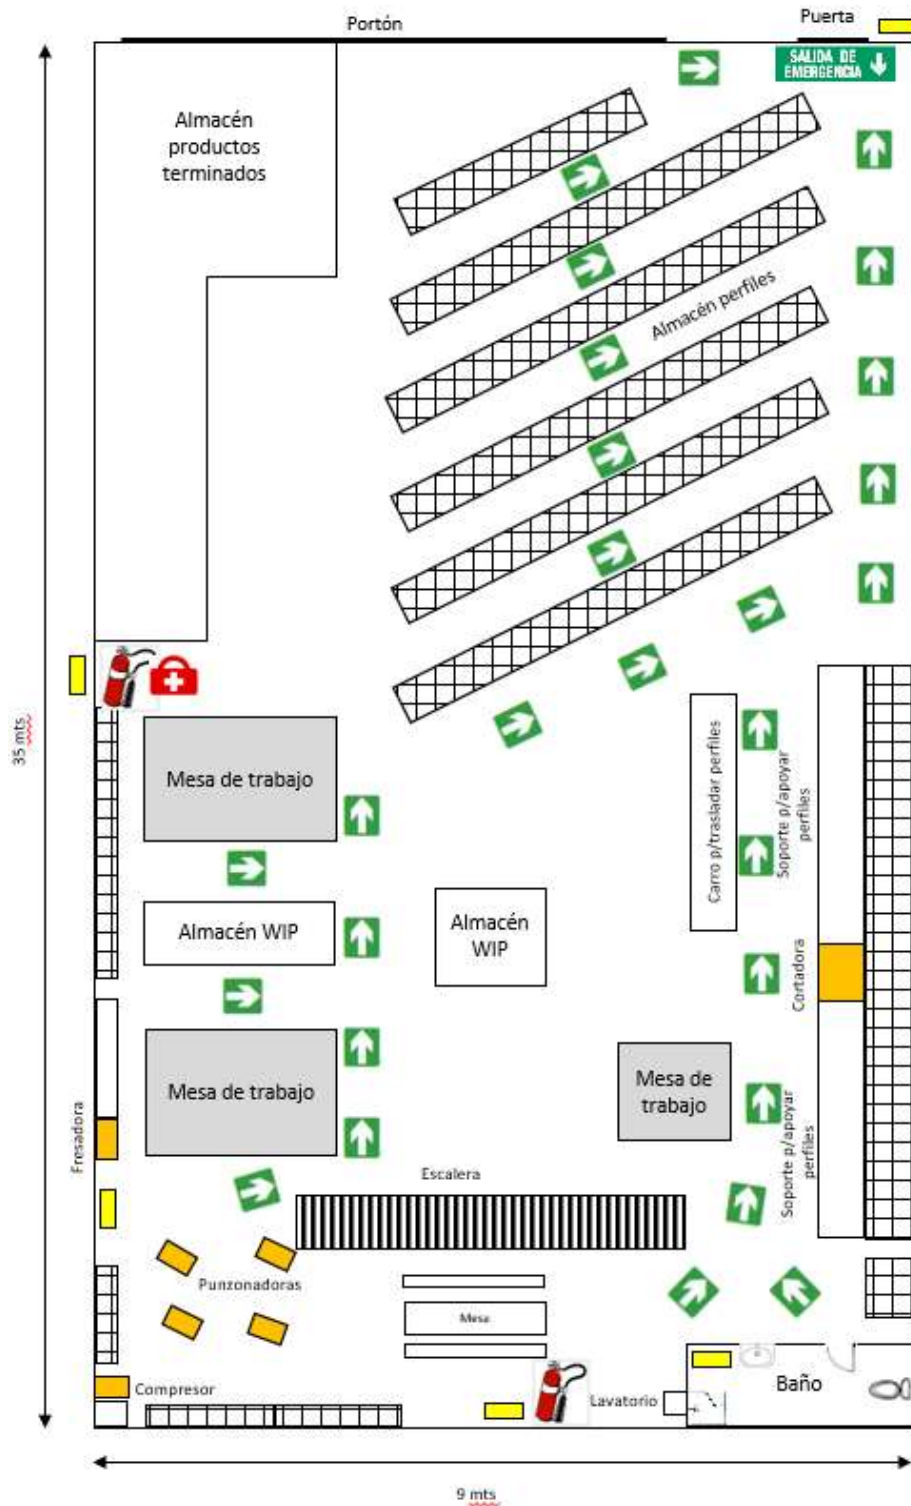 Portón
Puerta
SALIDA DE
EMERGENCIA
Almacén
productos
terminados
Almacén perfiles
35 mts
Mesa de trabajo
Carro p/trasladar perfiles
Soporte p/apoyar
perfiles
Almacén WIP
Almacén
WIP
Cortadora
Mesa de trabajo
Mesa de
trabajo
Fresadora
Soporte p/apoyar
perfiles
Escalera
Punzonadoras
Mesa
Compresor
Lavatorio
Baño
9 mts